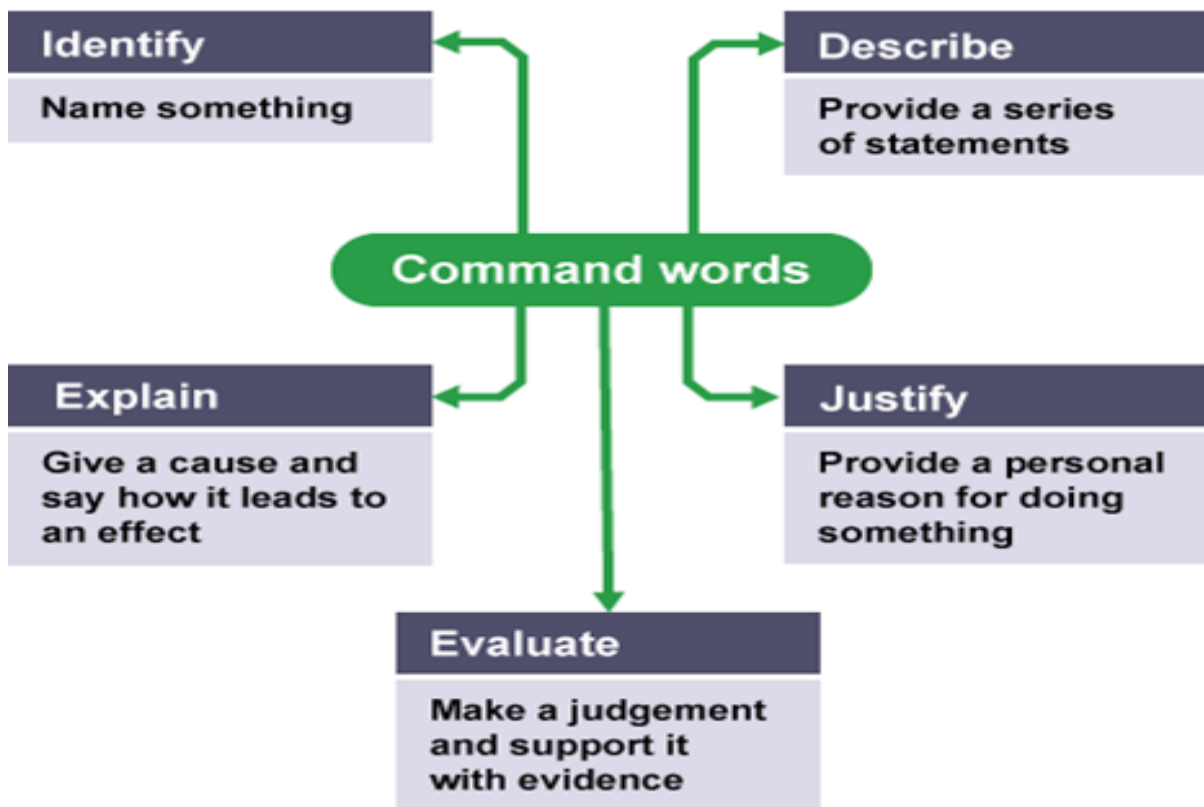 Identify
Name something
Describe
Provide a series
of statements
Command words
Explain
Give a cause and
say how it leads to
an effect
Justify
Provide a personal
reason for doing
something
Evaluate
Make a judgement
and support it
with evidence